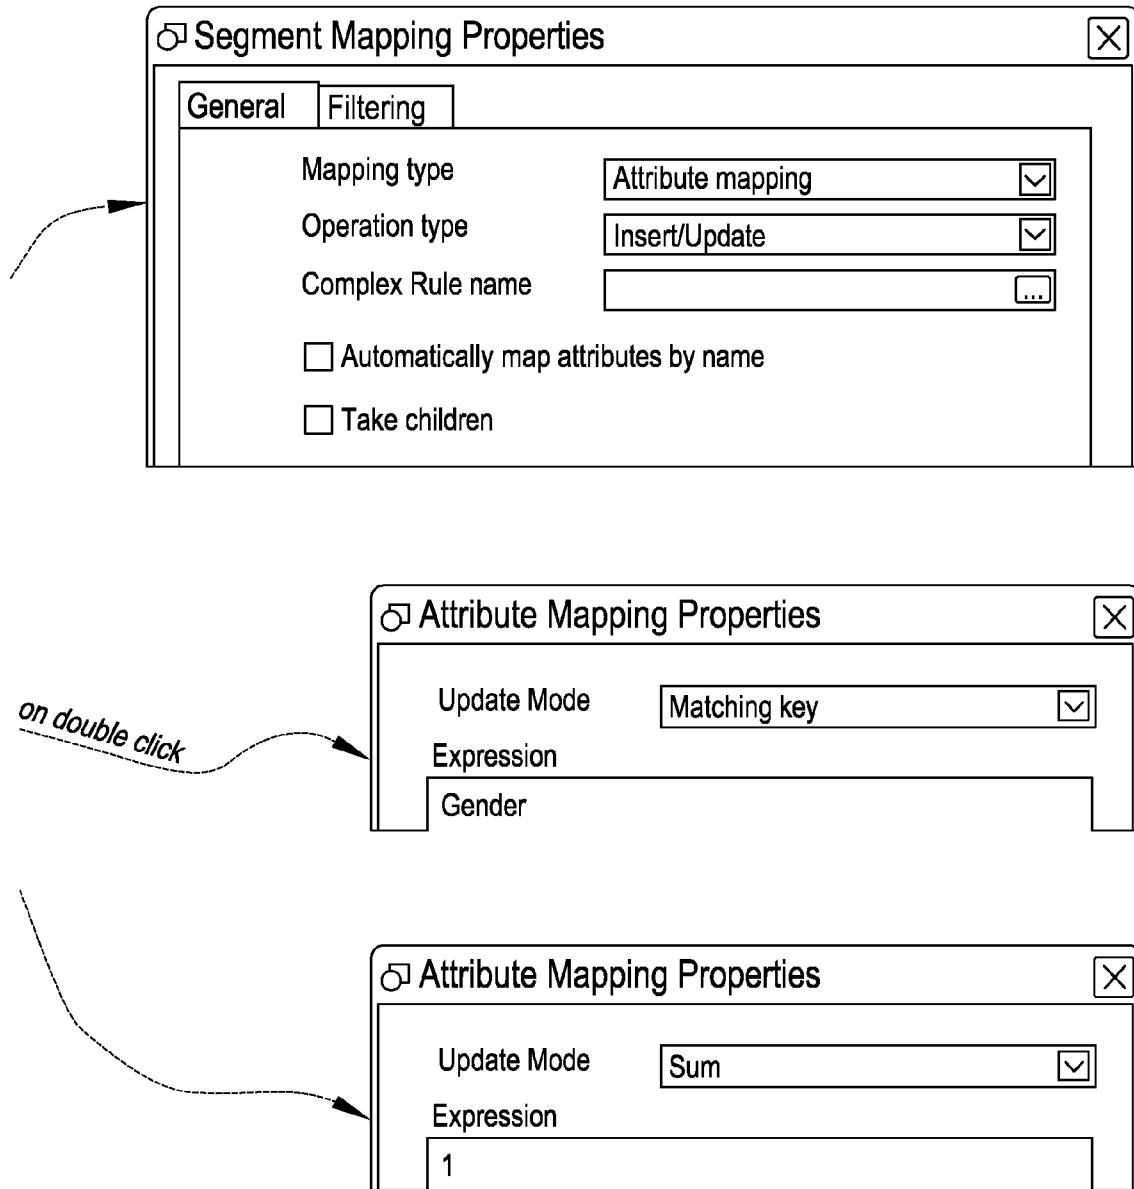 Segment Mapping Properties
General Filtering
Mapping type Attribute mapping
Operation type Insert/Update
Complex Rule name ...
Automatically map attributes by name
Take children
Attribute Mapping Properties
Update Mode Matching key
on double click
Expression
Gender
Attribute Mapping Properties
Update Mode Sum
Expression
1